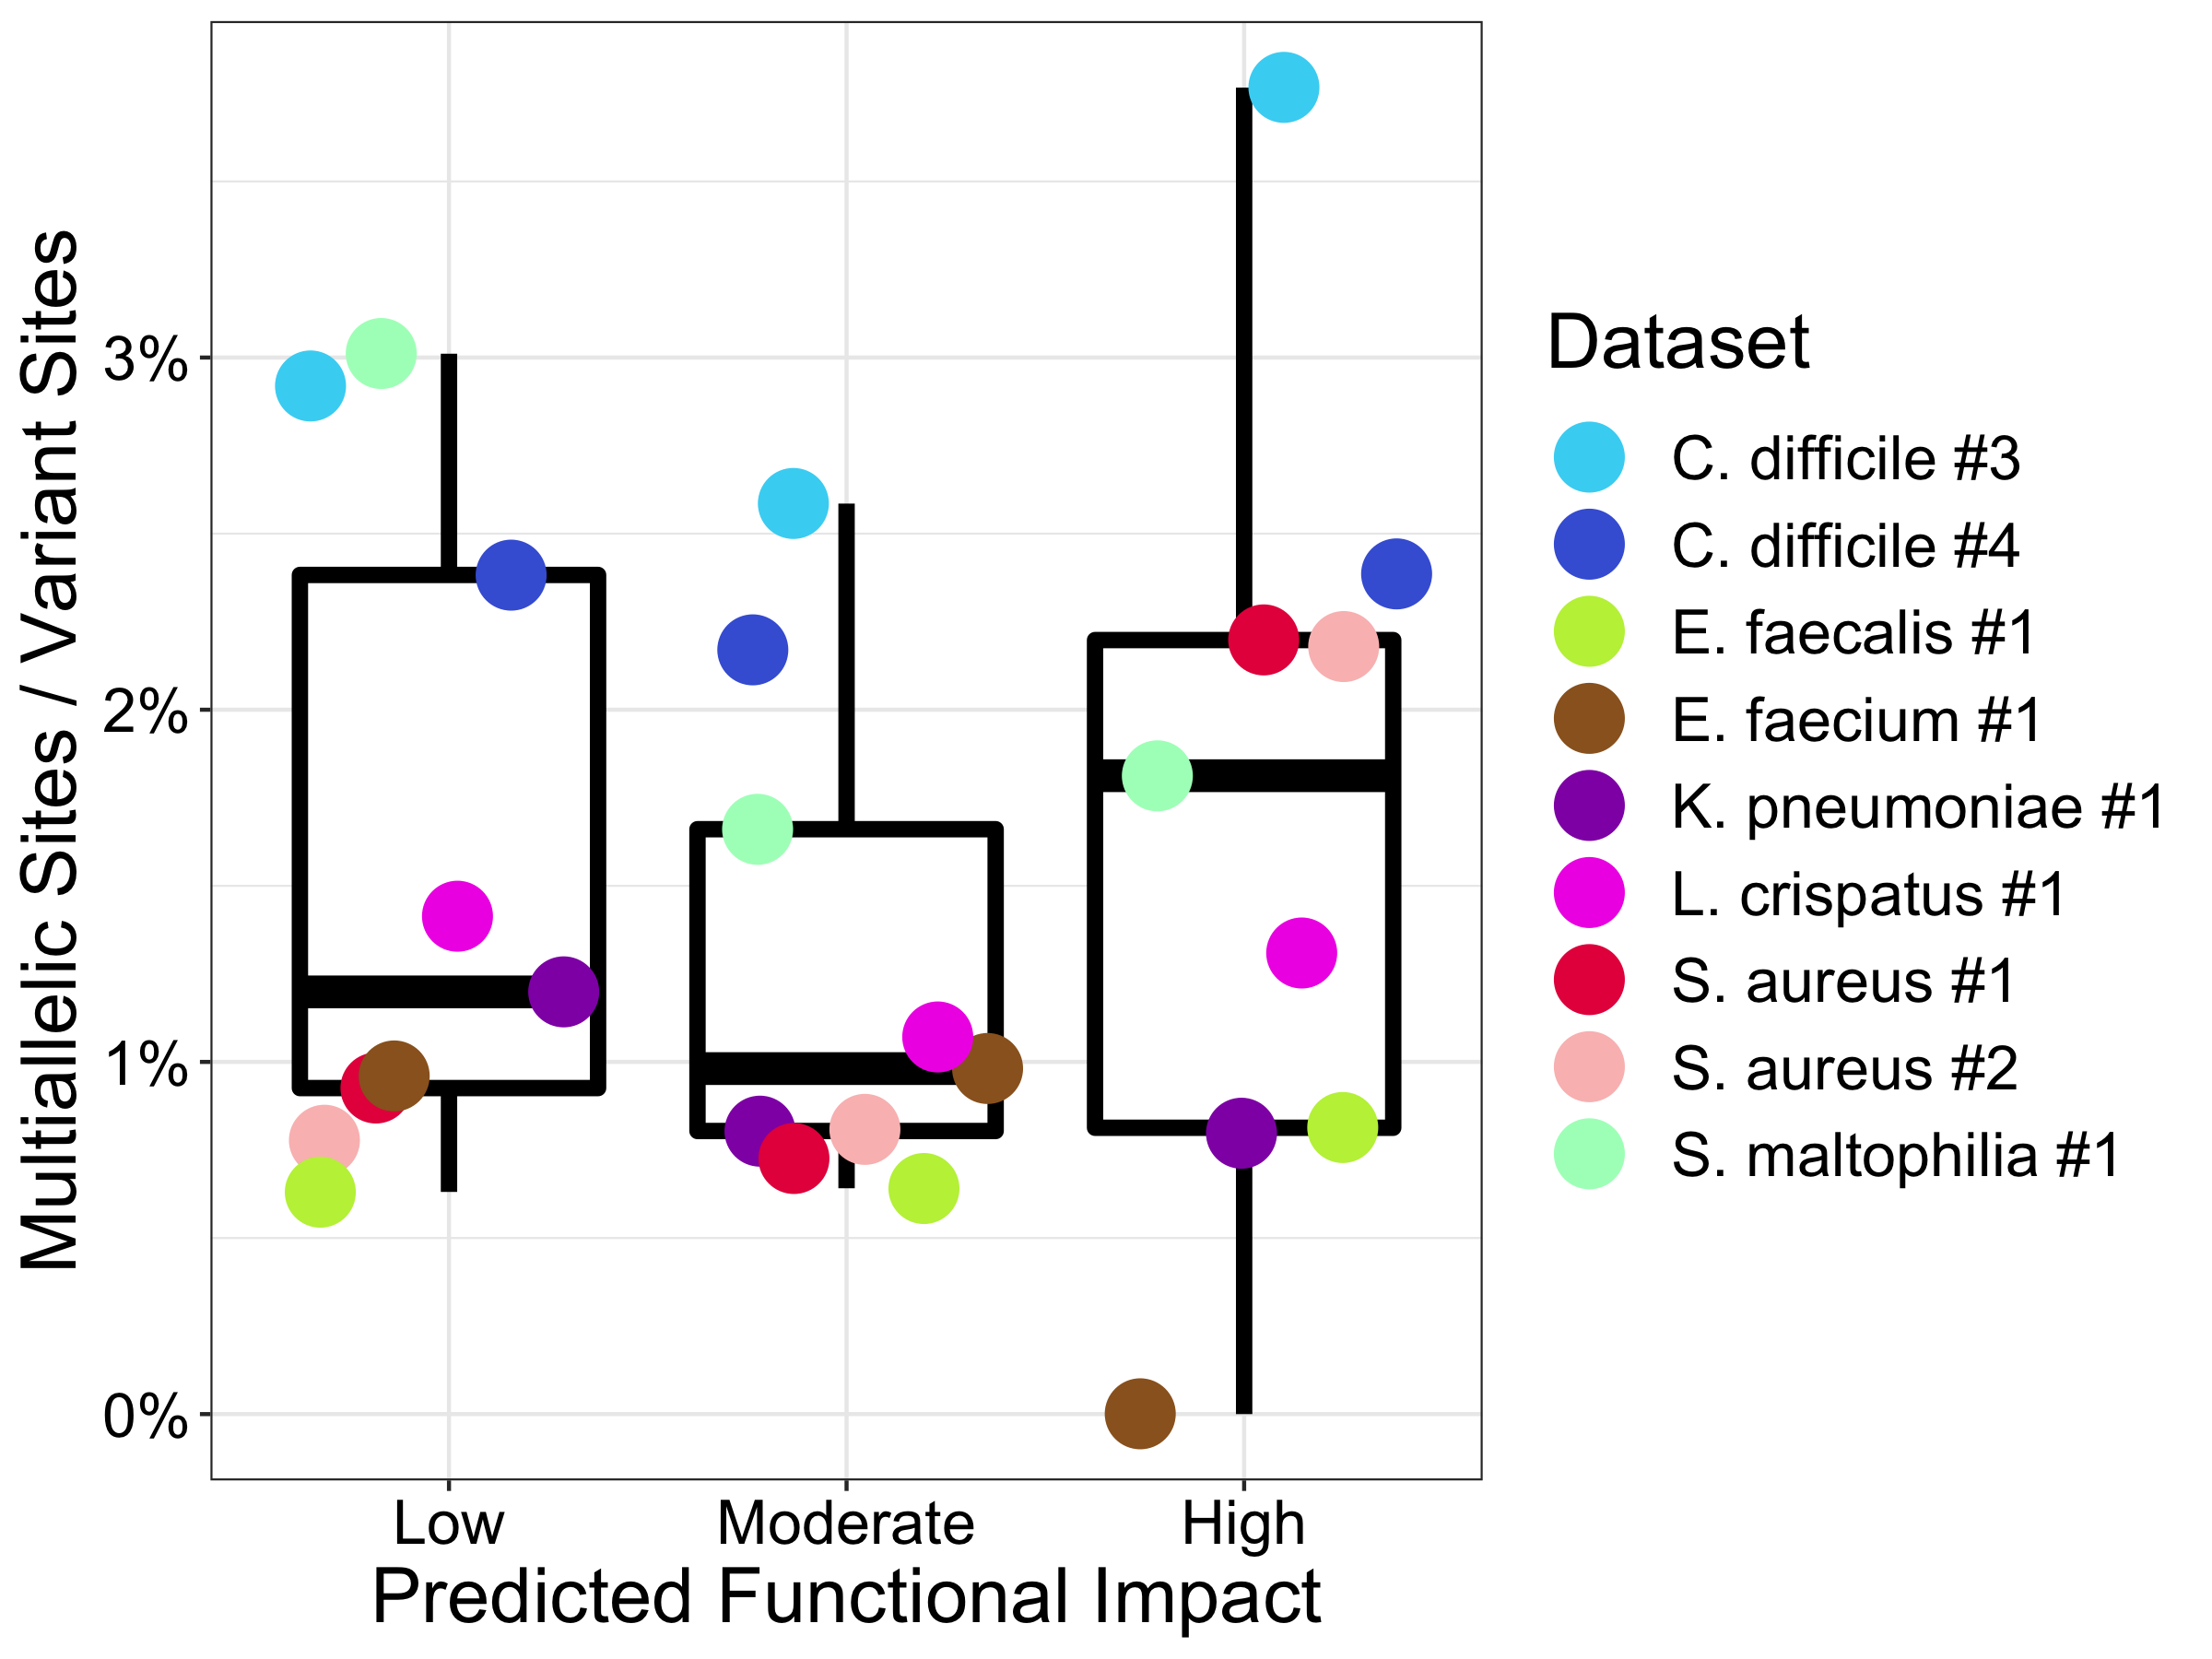 Multiallelic Sites / Variant Sites
3%
2%
1%
0%
Low
Moderate
High
Predicted Functional Impact
Dataset
C. difficile #3
C. difficile #4
E. faecalis #1
E. faecium #1
K. pneumoniae #1
L. crispatus #1
S. aureus #1
S. aureus #2
S. maltophilia #1